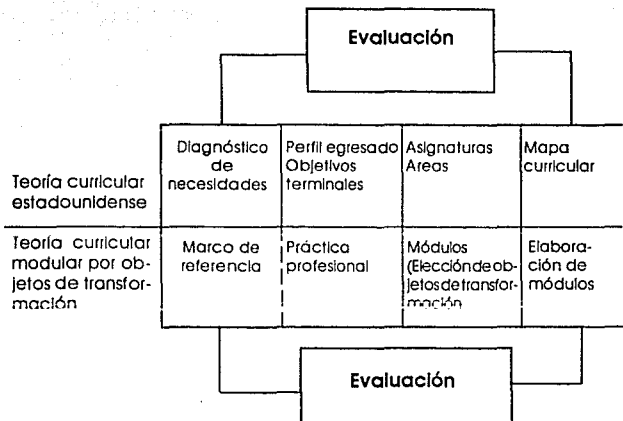 Evaluación
Teoría curricular
estadounidense
Diagnóstico
de
necesidades
Perfil egresado
Objetivos
terminales
Asignaturas
Areas
Mapa
curricular
Teoría curricular
modular por ob-
jetos de transfor-
mación
Marco de
referencia
Práctica
profesional
Módulos
(Elección de ob-
jetos de transfor-
mación
Elabora-
ción de
módulos
Evaluación